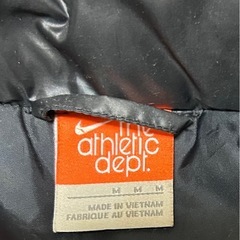 the
athletic
dept.
M M M
MADE IN VIETNAM
FABRIQUE AU VIETNAM